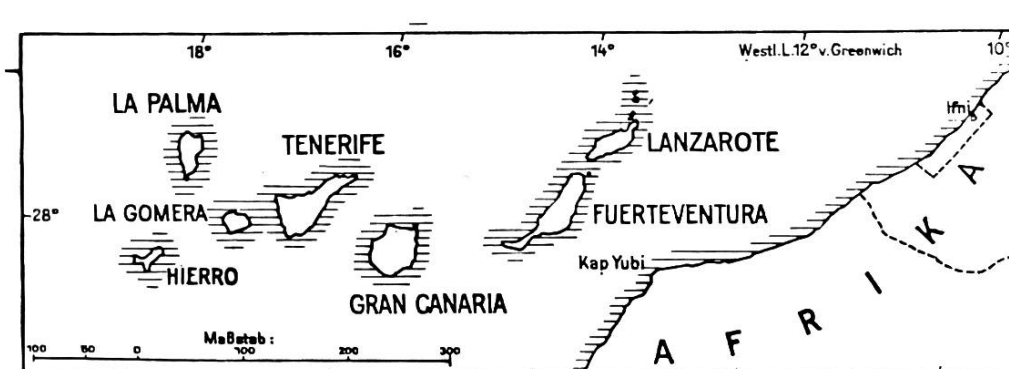 18° 16° 14° Westl.L.12° v.Greenwich 10°
LA PALMA
Ifni
TENERIFE
LANZAROTE
LA GOMERA
28°
FUERTEVENTURA
HIERRO
Kap Yubi
GRAN CANARIA
AFRIKA
Maßstab:
100 50 0 100 200 300